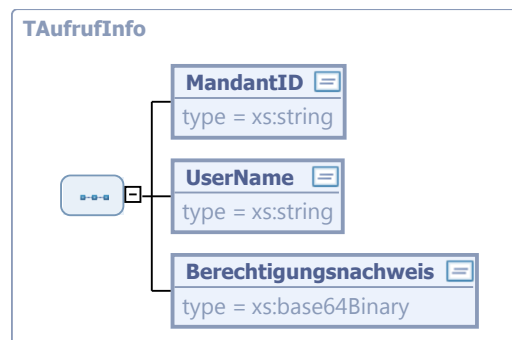 TAufrufInfo
MandantID
type = xs:string
UserName
type = xs:string
Berechtigungsnachweis
type = xs:base64Binary